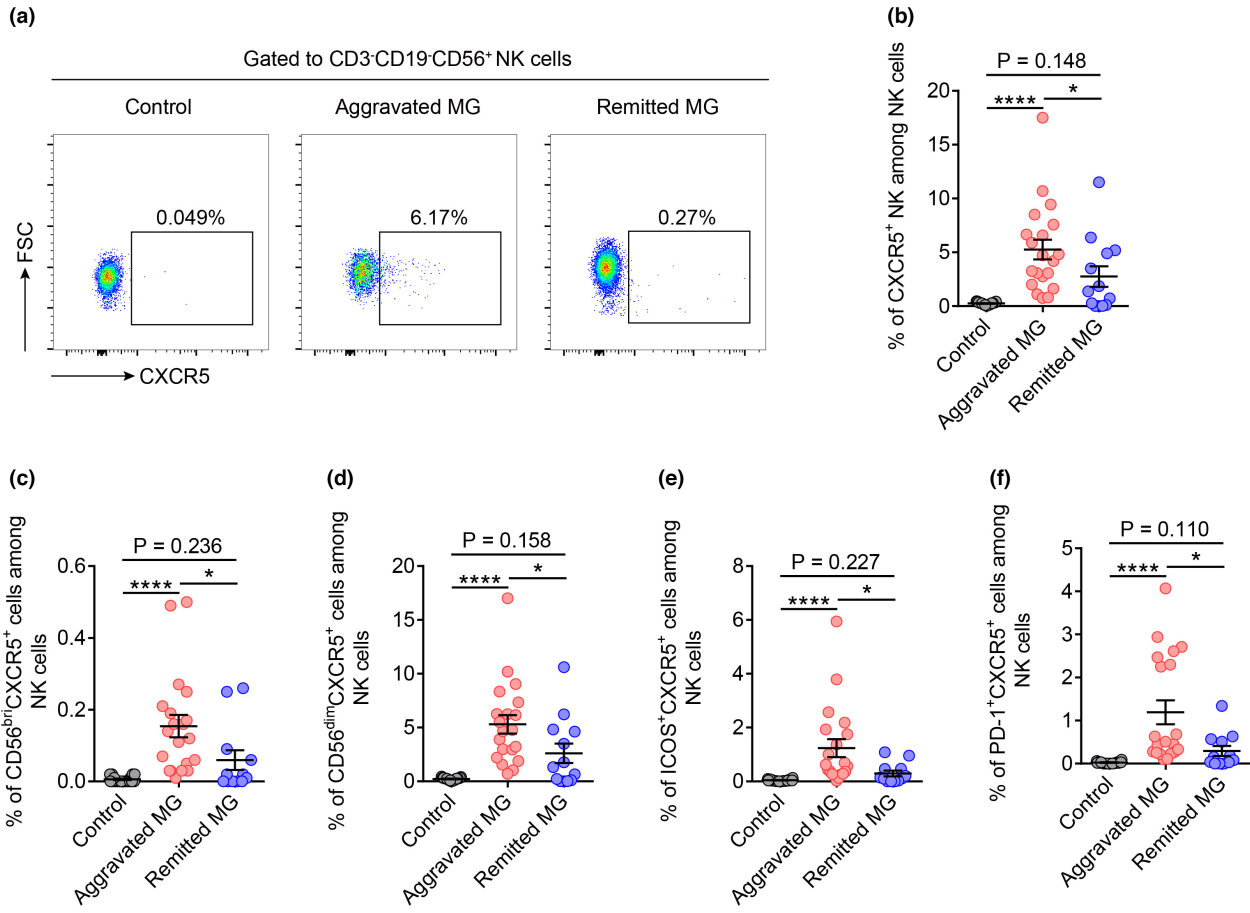 (a)
Gated to CD3-CD19-CD56+ NK cells
Control
Aggravated MG
Remitted MG
0.049%
6.17%
0.27%
FSC
CXCR5
(b)
% of CXCR5+ NK among NK cells
P = 0.148
****
*
20
15
10
5
0
Control
Aggravated MG
Remitted MG
(c)
% of CD56briCXCR5+ cells among
NK cells
P = 0.236
****
*
0.6
0.4
0.2
0.0
Control
Aggravated MG
Remitted MG
(d)
% of CD56dimCXCR5+ cells among
NK cells
P = 0.158
****
*
20
15
10
5
0
Control
Aggravated MG
Remitted MG
(e)
% of ICOS+CXCR5+ cells among
NK cells
P = 0.227
****
*
8
6
4
2
0
Control
Aggravated MG
Remitted MG
(f)
% of PD-1+CXCR5+ cells among
NK cells
P = 0.110
****
*
5
4
3
2
1
0
Control
Aggravated MG
Remitted MG